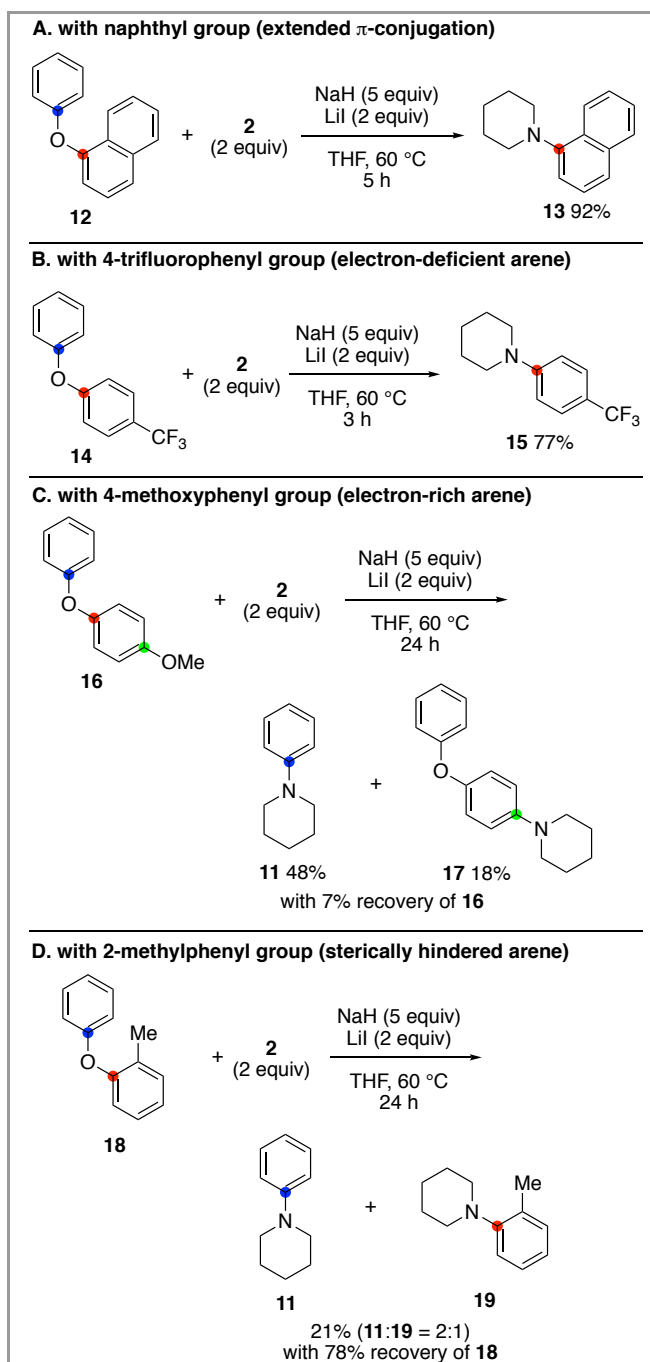 A. with naphthyl group (extended π-conjugation)
O
12
+
2
(2 equiv)
NaH (5 equiv)
LiI (2 equiv)
THF, 60 °C
5 h
N
13 92%
B. with 4-trifluorophenyl group (electron-deficient arene)
O
CF3
14
+
2
(2 equiv)
NaH (5 equiv)
LiI (2 equiv)
THF, 60 °C
3 h
N
CF3
15 77%
C. with 4-methoxyphenyl group (electron-rich arene)
O
OMe
16
+
2
(2 equiv)
NaH (5 equiv)
LiI (2 equiv)
THF, 60 °C
24 h
N
11 48%
+
O
N
17 18%
with 7% recovery of 16
D. with 2-methylphenyl group (sterically hindered arene)
Me
O
18
+
2
(2 equiv)
NaH (5 equiv)
LiI (2 equiv)
THF, 60 °C
24 h
N
11
+
Me
N
19
21% (11:19 = 2:1)
with 78% recovery of 18